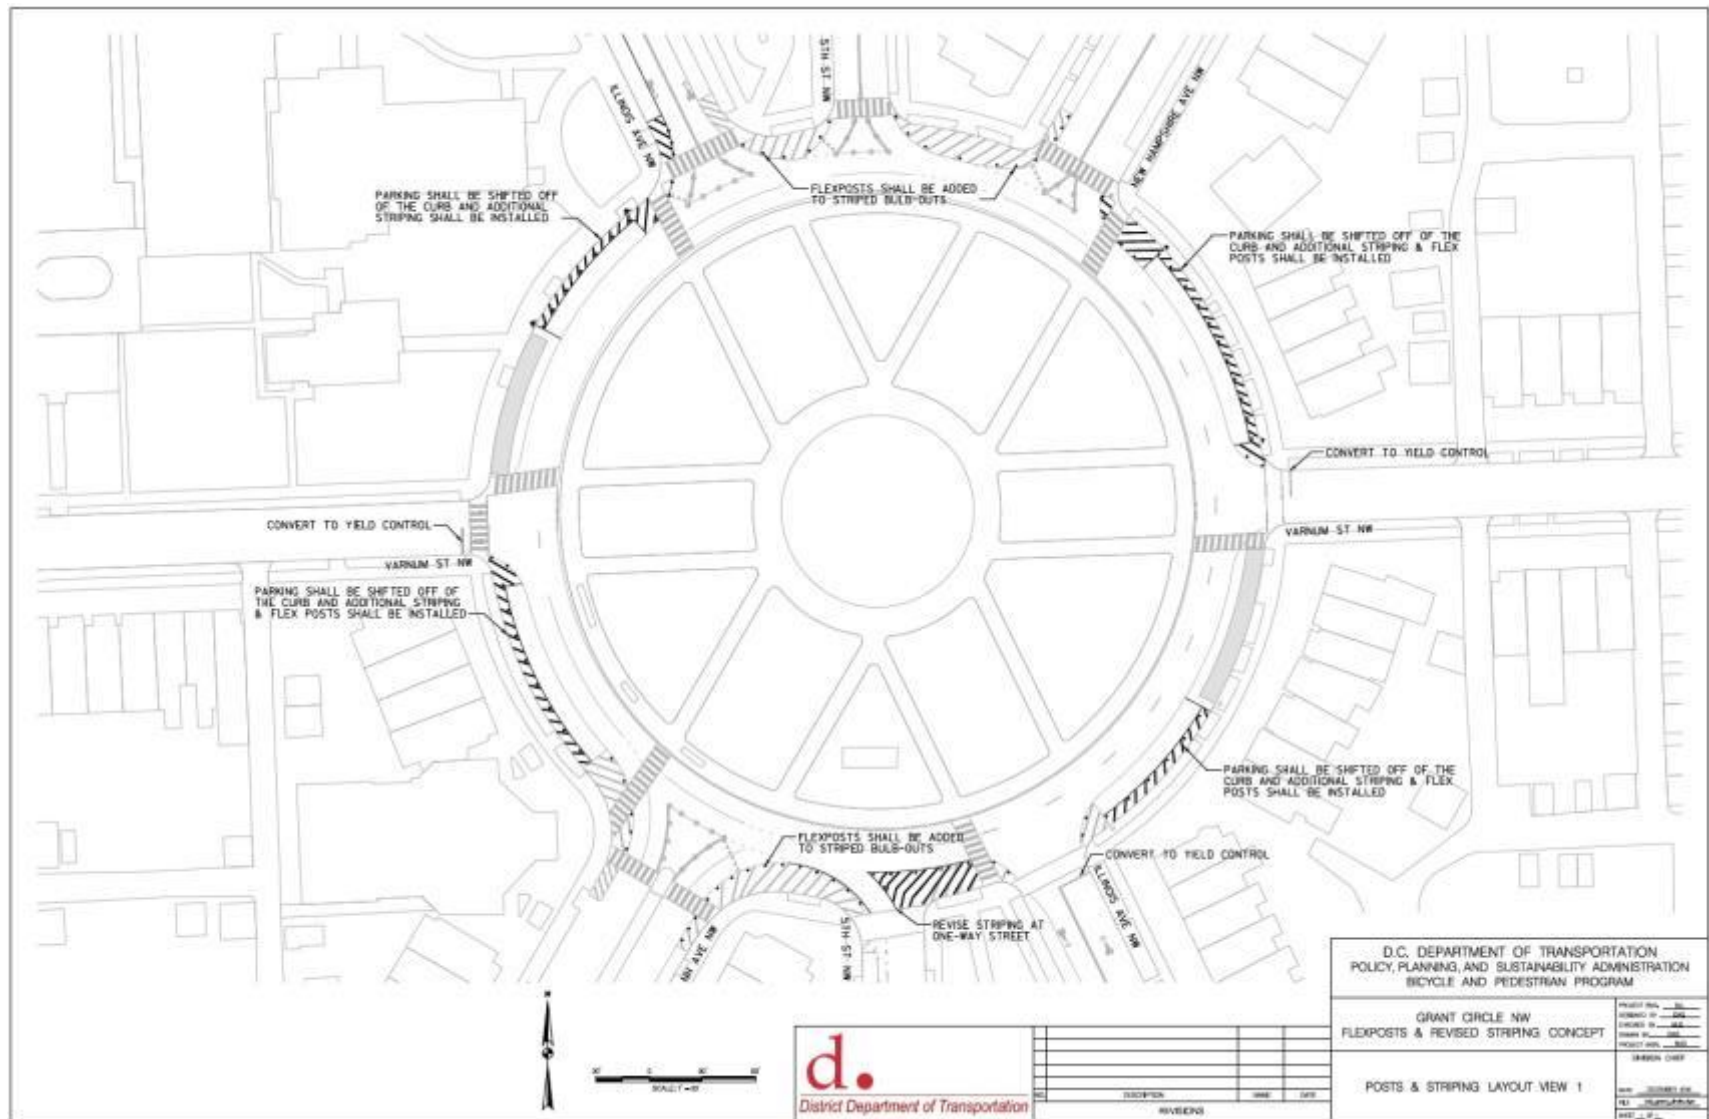 5TH ST NW
ILLINOIS AVE NW
NEW HAMPSHIRE AVE NW
PARKING SHALL BE SHIFTED OFF
OF THE CURB AND ADDITIONAL
STRIPING SHALL BE INSTALLED
FLEXPOSTS SHALL BE ADDED
TO STRIPED BULB-OUTS
PARKING SHALL BE SHIFTED OFF OF THE
CURB AND ADDITIONAL STRIPING & FLEX
POSTS SHALL BE INSTALLED
CONVERT TO YIELD CONTROL
CONVERT TO YIELD CONTROL
VARNUM ST NW
VARNUM ST NW
PARKING SHALL BE SHIFTED OFF OF
THE CURB AND ADDITIONAL STRIPING
& FLEX POSTS SHALL BE INSTALLED
PARKING SHALL BE SHIFTED OFF OF THE
CURB AND ADDITIONAL STRIPING & FLEX
POSTS SHALL BE INSTALLED
FLEXPOSTS SHALL BE ADDED
TO STRIPED BULB-OUTS
CONVERT TO YIELD CONTROL
ILLINOIS AVE NW
REVISE STRIPING AT
ONE-WAY STREET
5TH ST NW
NH AVE NW
D.C. DEPARTMENT OF TRANSPORTATION
POLICY, PLANNING, AND SUSTAINABILITY ADMINISTRATION
BICYCLE AND PEDESTRIAN PROGRAM
GRANT CIRCLE NW
FLEXPOSTS & REVISED STRIPING CONCEPT
DIVISION CHIEF
POSTS & STRIPING LAYOUT VIEW 1
d.
District Department of Transportation
DESCRIPTION
NAME
DATE
REVISIONS